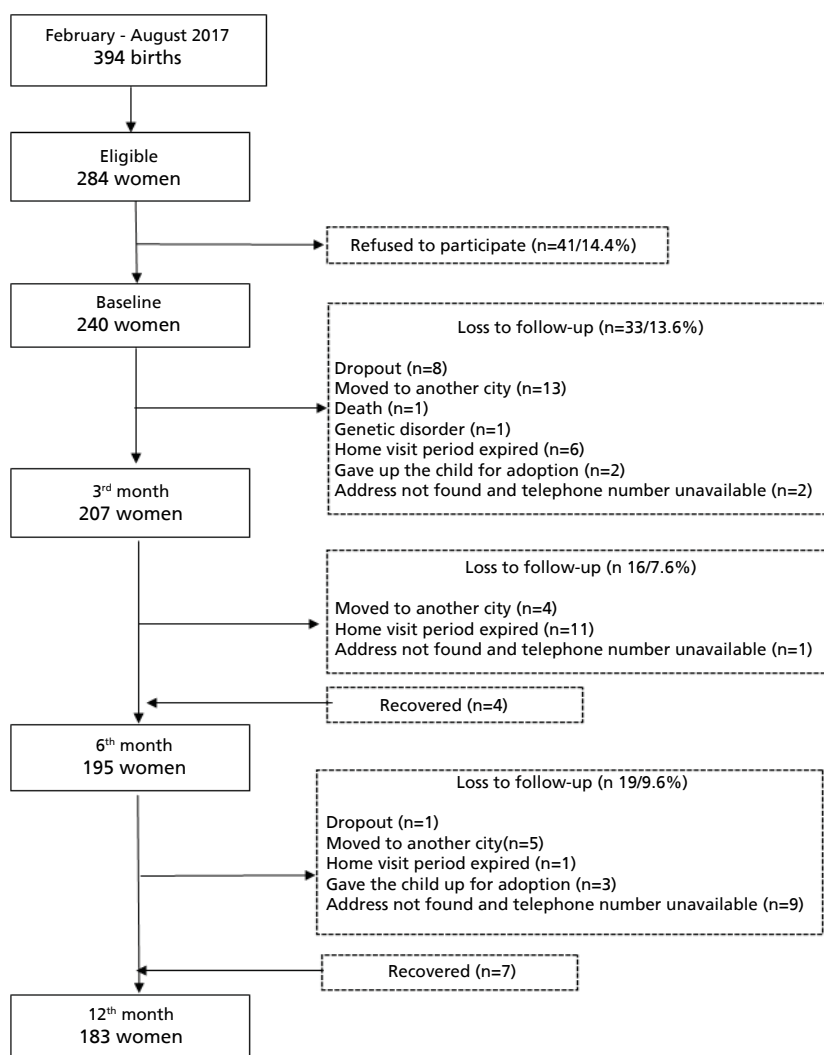 February - August 2017
394 births
Eligible
284 women
Refused to participate (n=41/14.4%)
Baseline
240 women
Loss to follow-up (n=33/13.6%)
Dropout (n=8)
Moved to another city (n=13)
Death (n=1)
Genetic disorder (n=1)
Home visit period expired (n=6)
Gave up the child for adoption (n=2)
Address not found and telephone number unavailable (n=2)
3rd month
207 women
Loss to follow-up (n 16/7.6%)
Moved to another city (n=4)
Home visit period expired (n=11)
Address not found and telephone number unavailable (n=1)
Recovered (n=4)
6th month
195 women
Loss to follow-up (n 19/9.6%)
Dropout (n=1)
Moved to another city(n=5)
Home visit period expired (n=1)
Gave the child up for adoption (n=3)
Address not found and telephone number unavailable (n=9)
Recovered (n=7)
12th month
183 women